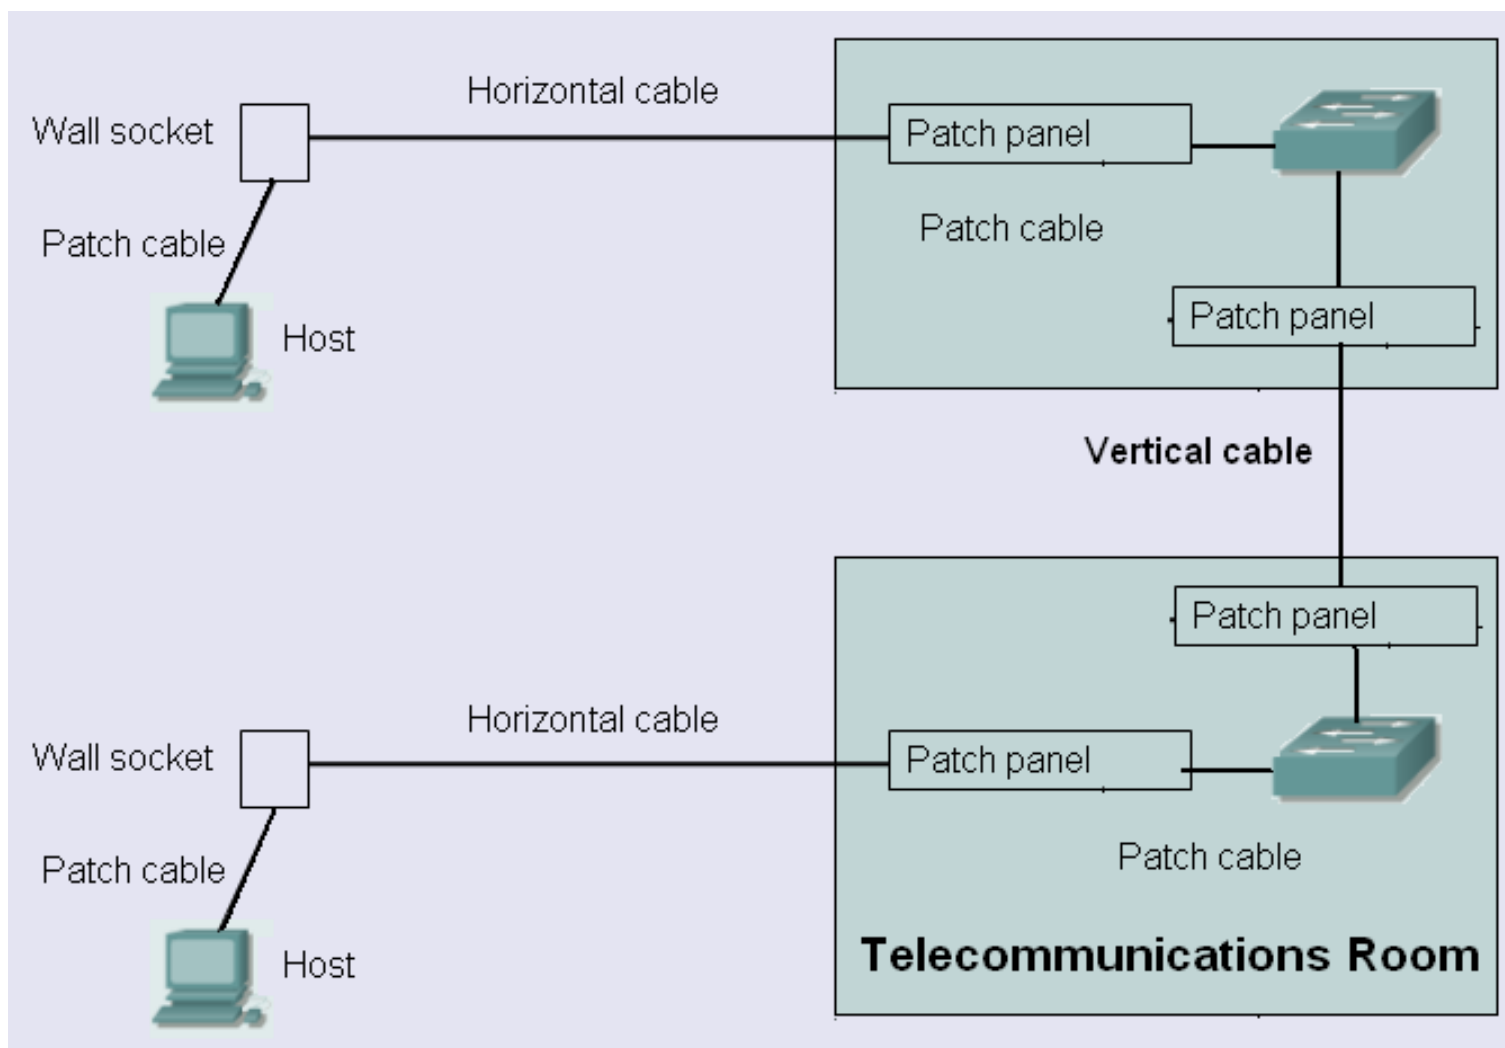 Horizontal cable
Wall socket
Patch panel
Patch cable
Patch cable
Patch panel
Host
Vertical cable
Patch panel
Horizontal cable
Wall socket
Patch panel
Patch cable
Patch cable
Telecommunications Room
Host